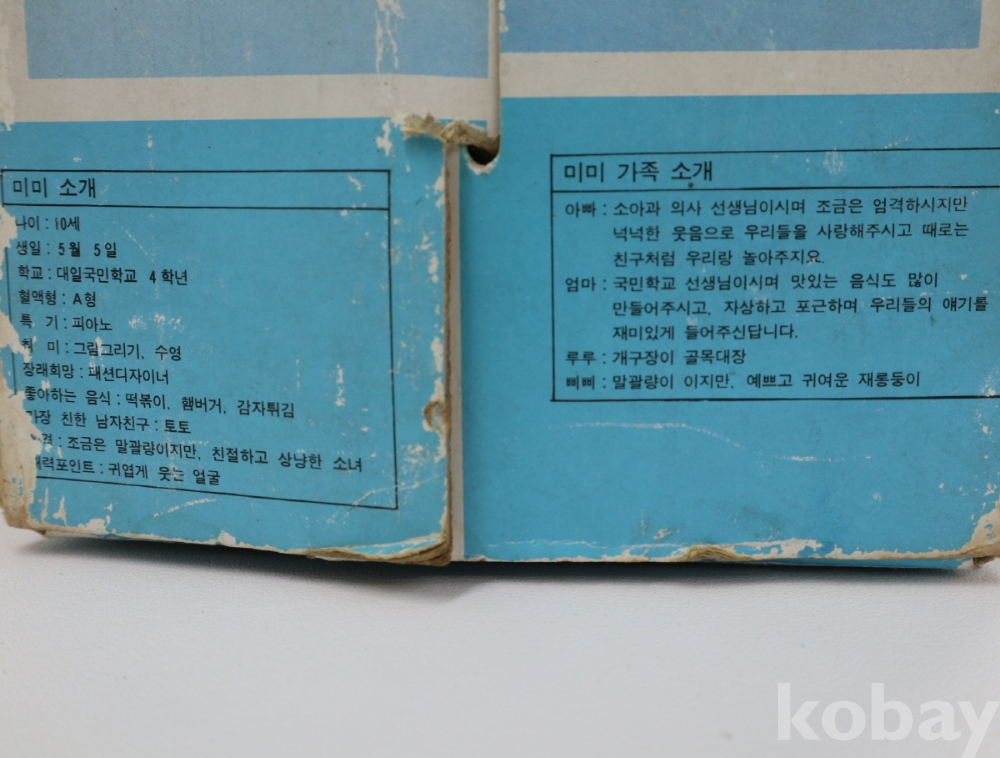 미미 소개
나이 : 10세
생일 : 5월 5일
학교 : 대일국민학교 4학년
혈액형 : A형
특 기 : 피아노
취 미 : 그림그리기, 수영
장래희망 : 패션디자이너
좋아하는 음식 : 떡볶이, 햄버거, 감자튀김
가장 친한 남자친구 : 토토
격 : 조금은 말괄량이지만, 친절하고 상냥한 소녀
매력포인트 : 귀엽게 웃는 얼굴
미미 가족 소개
아빠 : 소아과 의사 선생님이시며 조금은 엄격하시지만
넉넉한 웃음으로 우리들을 사랑해주시고 때로는
친구처럼 우리랑 놀아주지요.
엄마 : 국민학교 선생님이시며 맛있는 음식도 많이
만들어주시고, 자상하고 포근하며 우리들의 얘기를
재미있게 들어주신답니다.
루루 : 개구장이 골목대장
삐삐 : 말괄량이 이지만, 예쁘고 귀여운 재롱둥이
kobay